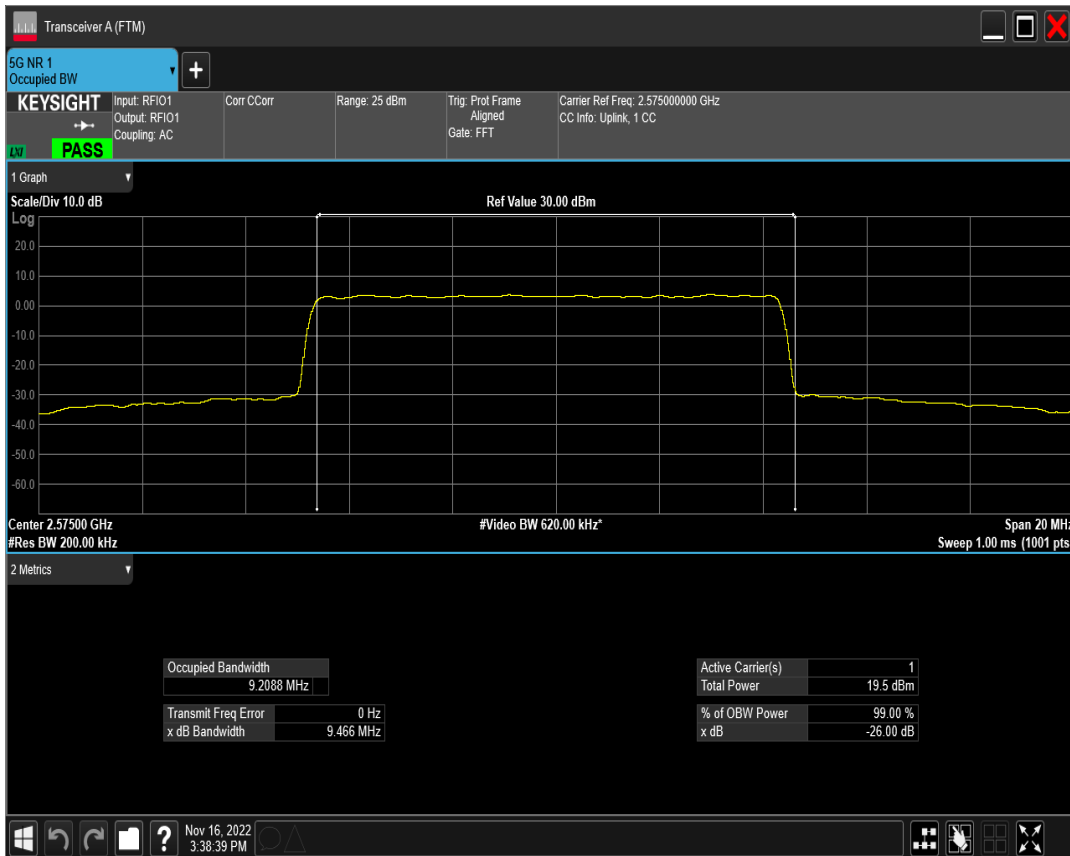 Transceiver A (FTM)
5G NR 1
Occupied BW
+
KEYSIGHT
LXI
PASS
Input: RFIO1
Output: RFIO1
Coupling: AC
Corr CCorr
Range: 25 dBm
Trig: Prot Frame
Aligned
Gate: FFT
Carrier Ref Freq: 2.575000000 GHz
CC Info: Uplink, 1 CC
1 Graph
Scale/Div 10.0 dB
Ref Value 30.00 dBm
Log
20.0
10.0
0.00
-10.0
-20.0
-30.0
-40.0
-50.0
-60.0
Center 2.57500 GHz
#Video BW 620.00 kHz*
Span 20 MHz
#Res BW 200.00 kHz
Sweep 1.00 ms (1001 pts
2 Metrics
Occupied Bandwidth
9.2088 MHz
Transmit Freq Error 0 Hz
x dB Bandwidth 9.466 MHz
Active Carrier(s) 1
Total Power 19.5 dBm
% of OBW Power 99.00 %
x dB -26.00 dB
?
Nov 16, 2022
3:38:39 PM